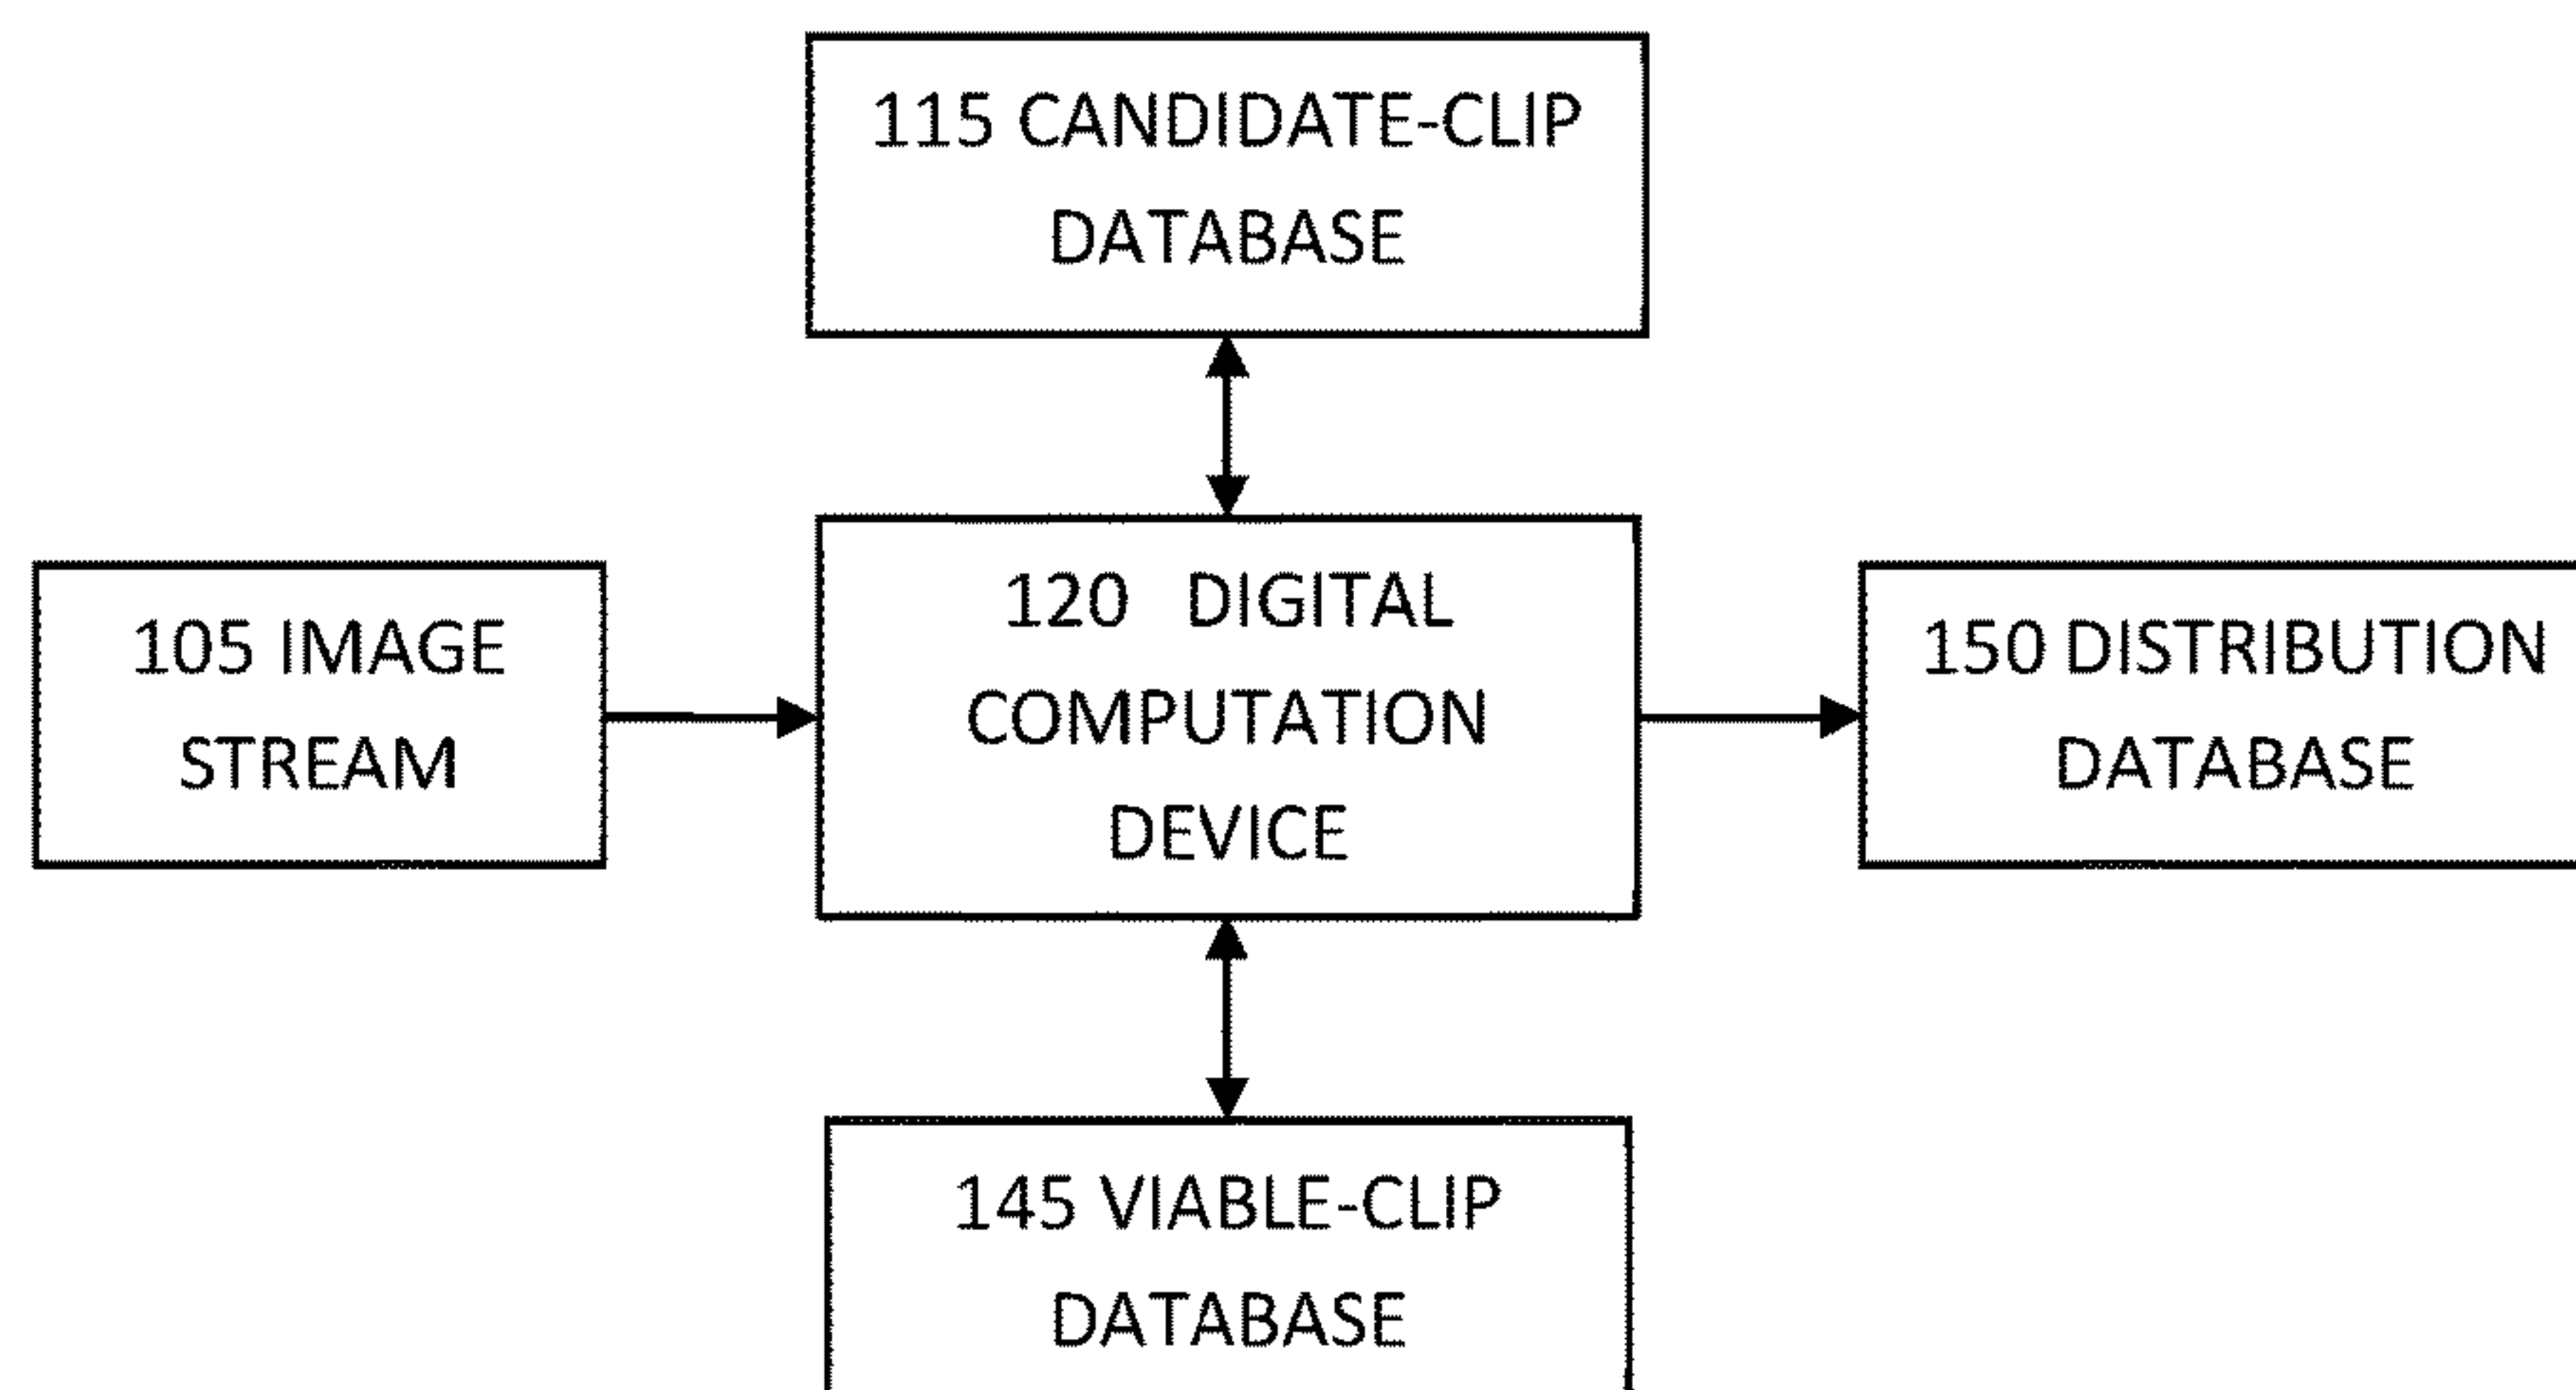 115 CANDIDATE-CLIP
DATABASE
105 IMAGE
STREAM
120 DIGITAL
COMPUTATION
DEVICE
150 DISTRIBUTION
DATABASE
145 VIABLE-CLIP
DATABASE